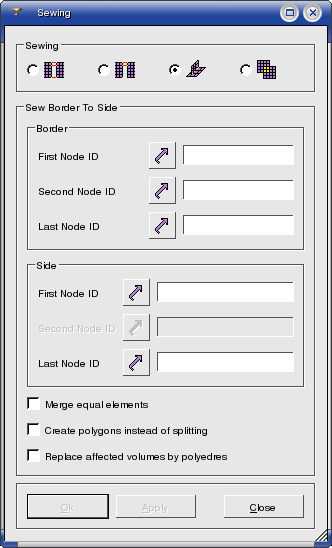 Sewing
Sewing
Sew Border To Side
Border
First Node ID
Second Node ID
Last Node ID
Side
First Node ID
Second Node ID
Last Node ID
Merge equal elements
Create polygons instead of splitting
Replace affected volumes by polyedres
Ok Apply Close